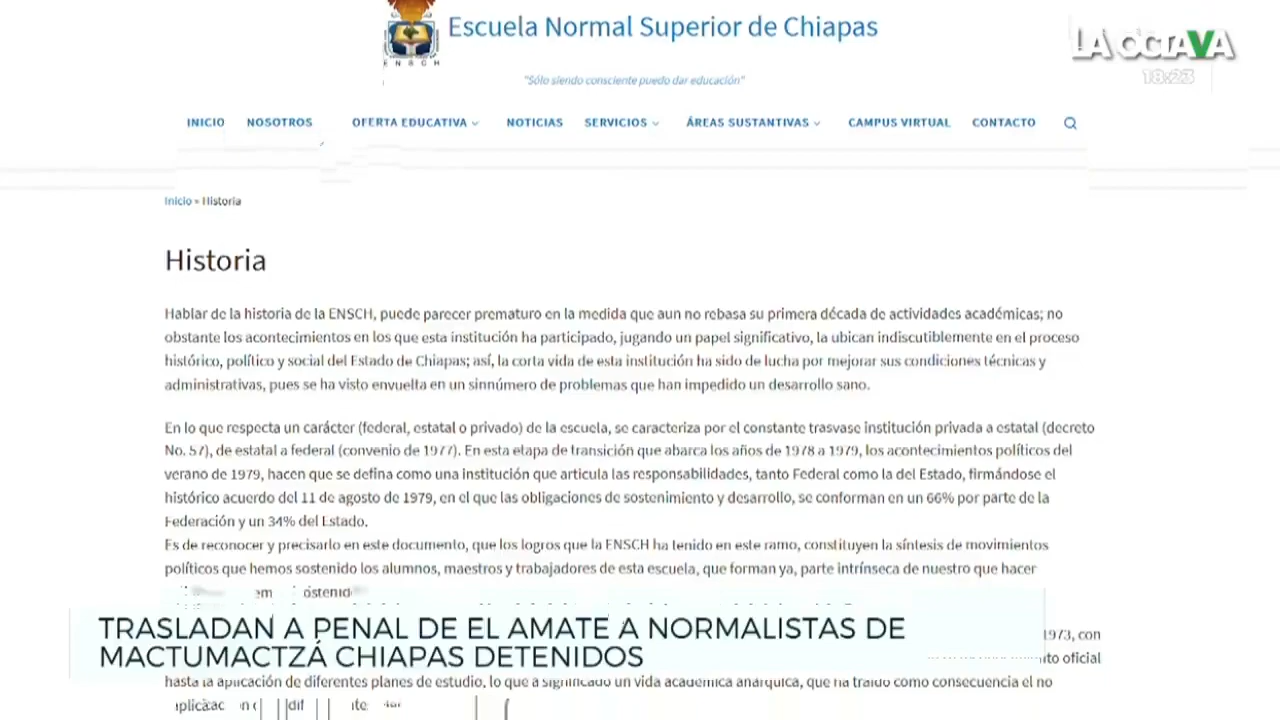 Escuela Normal Superior de Chiapas
LA OCTAVA
18:23
ENSCH
"Sólo siendo consciente puedo dar educación"
INICIO NOSOTROS OFERTA EDUCATIVA NOTICIAS SERVICIOS ÁREAS SUSTANTIVAS CAMPUS VIRTUAL CONTACTO
Inicio » Historia
Historia
Hablar de la historia de la ENSCH, puede parecer prematuro en la medida que aun no rebasa su primera década de actividades académicas; no
obstante los acontecimientos en los que esta institución ha participado, jugando un papel significativo, la ubican indiscutiblemente en el proceso
histórico, político y social del Estado de Chiapas; así, la corta vida de esta institución ha sido de lucha por mejorar sus condiciones técnicas y
administrativas, pues se ha visto envuelta en un sinnúmero de problemas que han impedido un desarrollo sano.
En lo que respecta un carácter (federal, estatal o privado) de la escuela, se caracteriza por el constante trasvase institución privada a estatal (decreto
No. 57), de estatal a federal (convenio de 1977). En esta etapa de transición que abarca los años de 1978 a 1979, los acontecimientos políticos del
verano de 1979, hacen que se defina como una institución que articula las responsabilidades, tanto Federal como la del Estado, firmándose el
histórico acuerdo del 11 de agosto de 1979, en el que las obligaciones de sostenimiento y desarrollo, se conforman en un 66% por parte de la
Federación y un 34% del Estado.
Es de reconocer y precisarlo en este documento, que los logros que la ENSCH ha tenido en este ramo, constituyen la síntesis de movimientos
políticos que hemos sostenido los alumnos, maestros y trabajadores de esta escuela, que forman ya, parte intrínseca de nuestro que hacer
TRASLADAN A PENAL DE EL AMATE A NORMALISTAS DE
MACTUMACTZÁ CHIAPAS DETENIDOS
1973, con
oficial
hasta la aplicación de diferentes planes de estudio, lo que a significado un vida academica anárquica, que ha traído como consecuencia el no